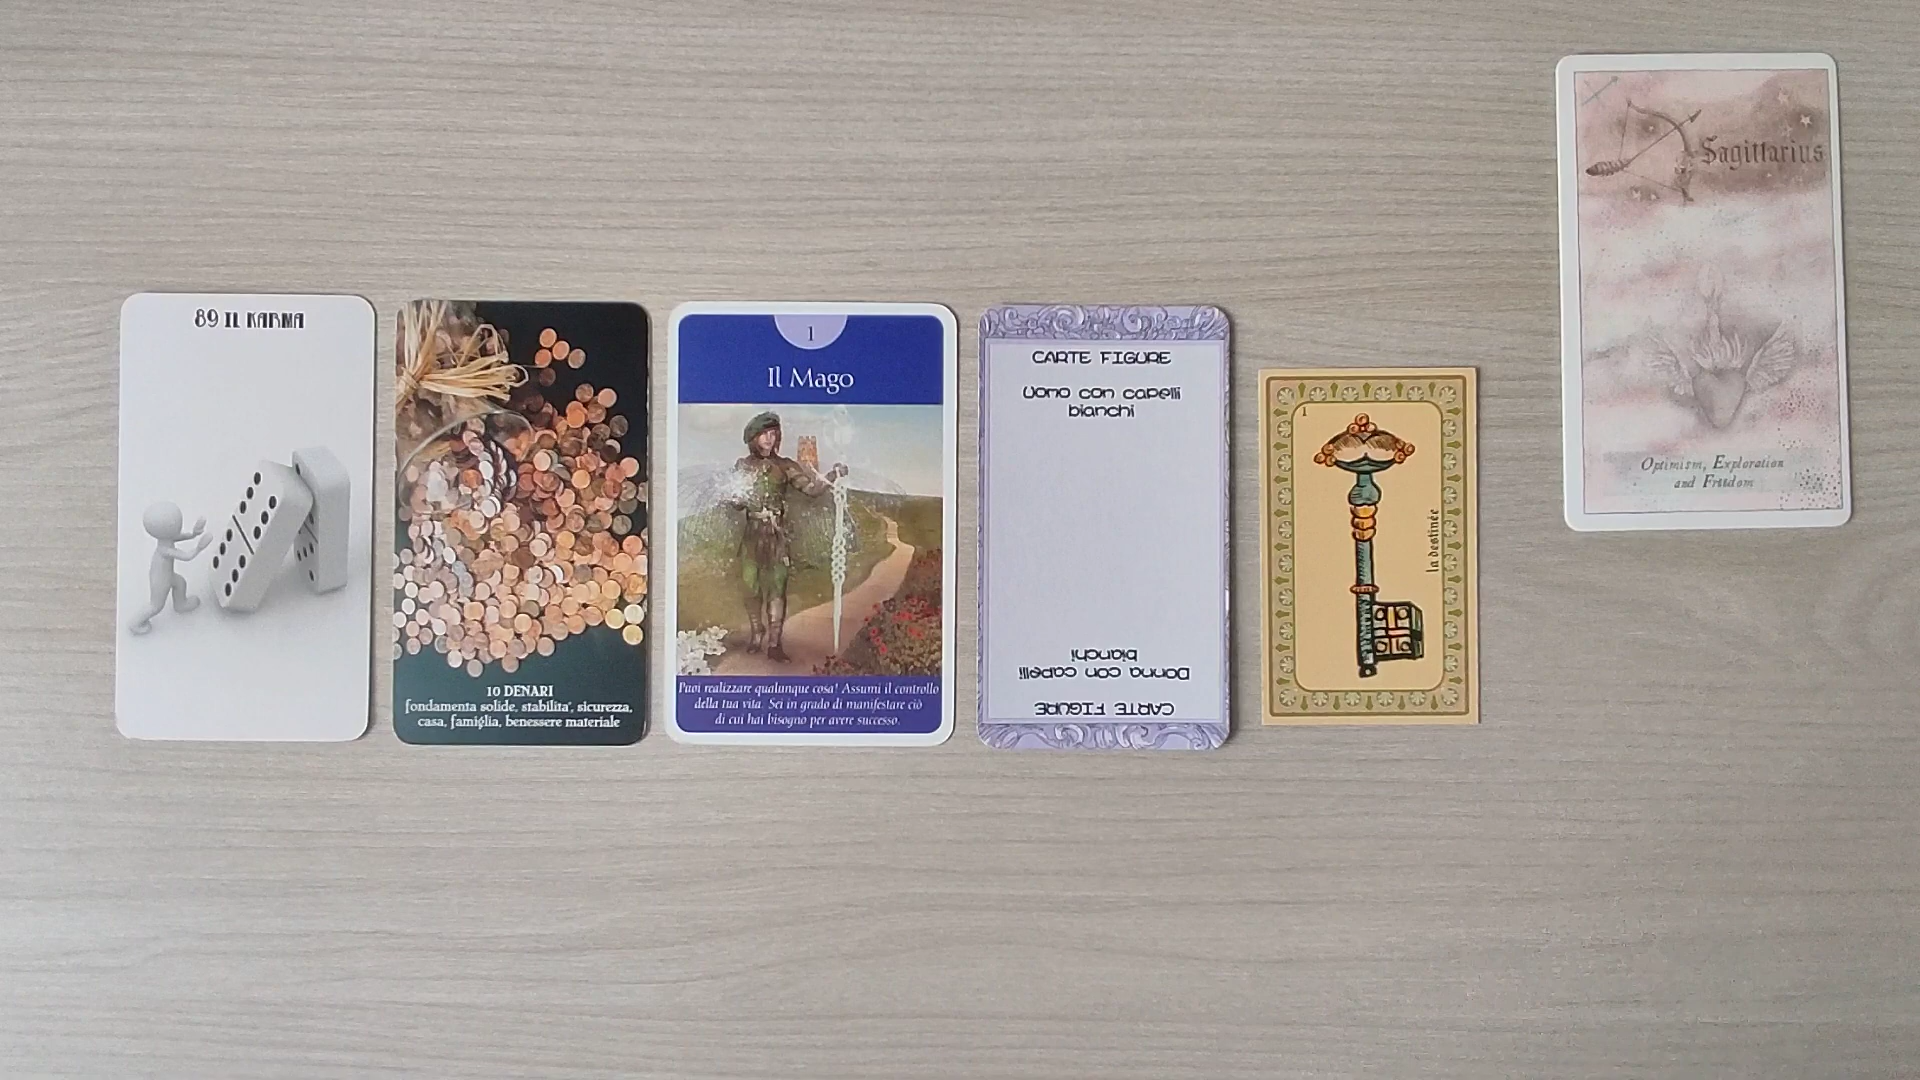 89 IL KARMA
10 DENARI
fondamenta solide, stabilita', sicurezza,
casa, famiglia, benessere materiale
1
Il Mago
Puoi realizzare qualunque cosa! Assumi il controllo
della tua vita. Sei in grado di manifestare ciò
di cui hai bisogno per avere successo.
CARTE FIGURE
Uomo con capelli
bianchi
CARTE FIGURE
Donna con capelli
bianchi
1
la destinée
Sagittarius
Optimism, Exploration
and Freedom